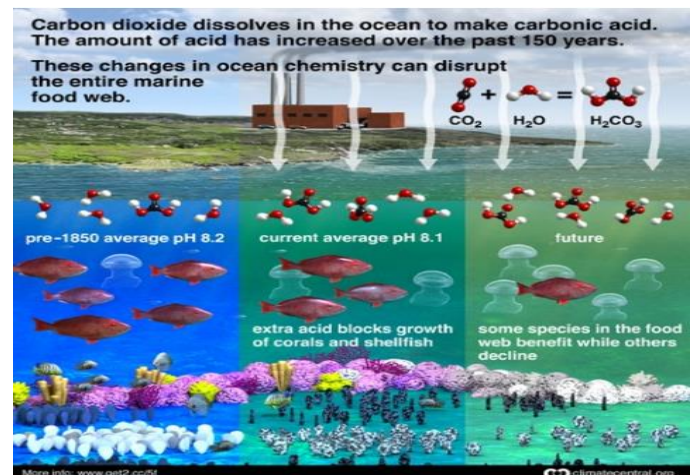 Carbon dioxide dissolves in the ocean to make carbonic acid.
The amount of acid has increased over the past 150 years.
These changes in ocean chemistry can disrupt
the entire marine
food web.
+ =
CO₂ H₂O H₂CO₃
pre-1850 average pH 8.2
current average pH 8.1
future
extra acid blocks growth
of corals and shellfish
some species in the food
web benefit while others
decline
More info: www.get2.cc/5f
climatecentral.org